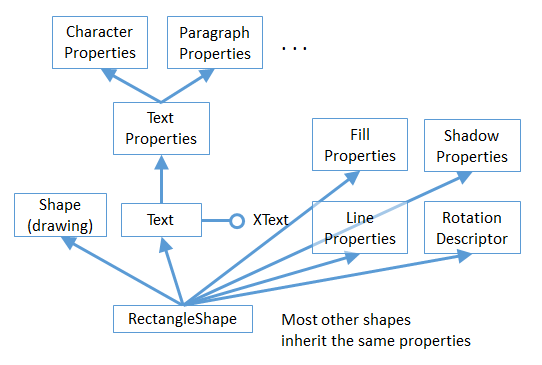 Character
Properties
Paragraph
Properties
. . .
Text
Properties
Fill
Properties
Shadow
Properties
Shape
(drawing)
Text
XText
Line
Properties
Rotation
Descriptor
RectangleShape
Most other shapes
inherit the same properties